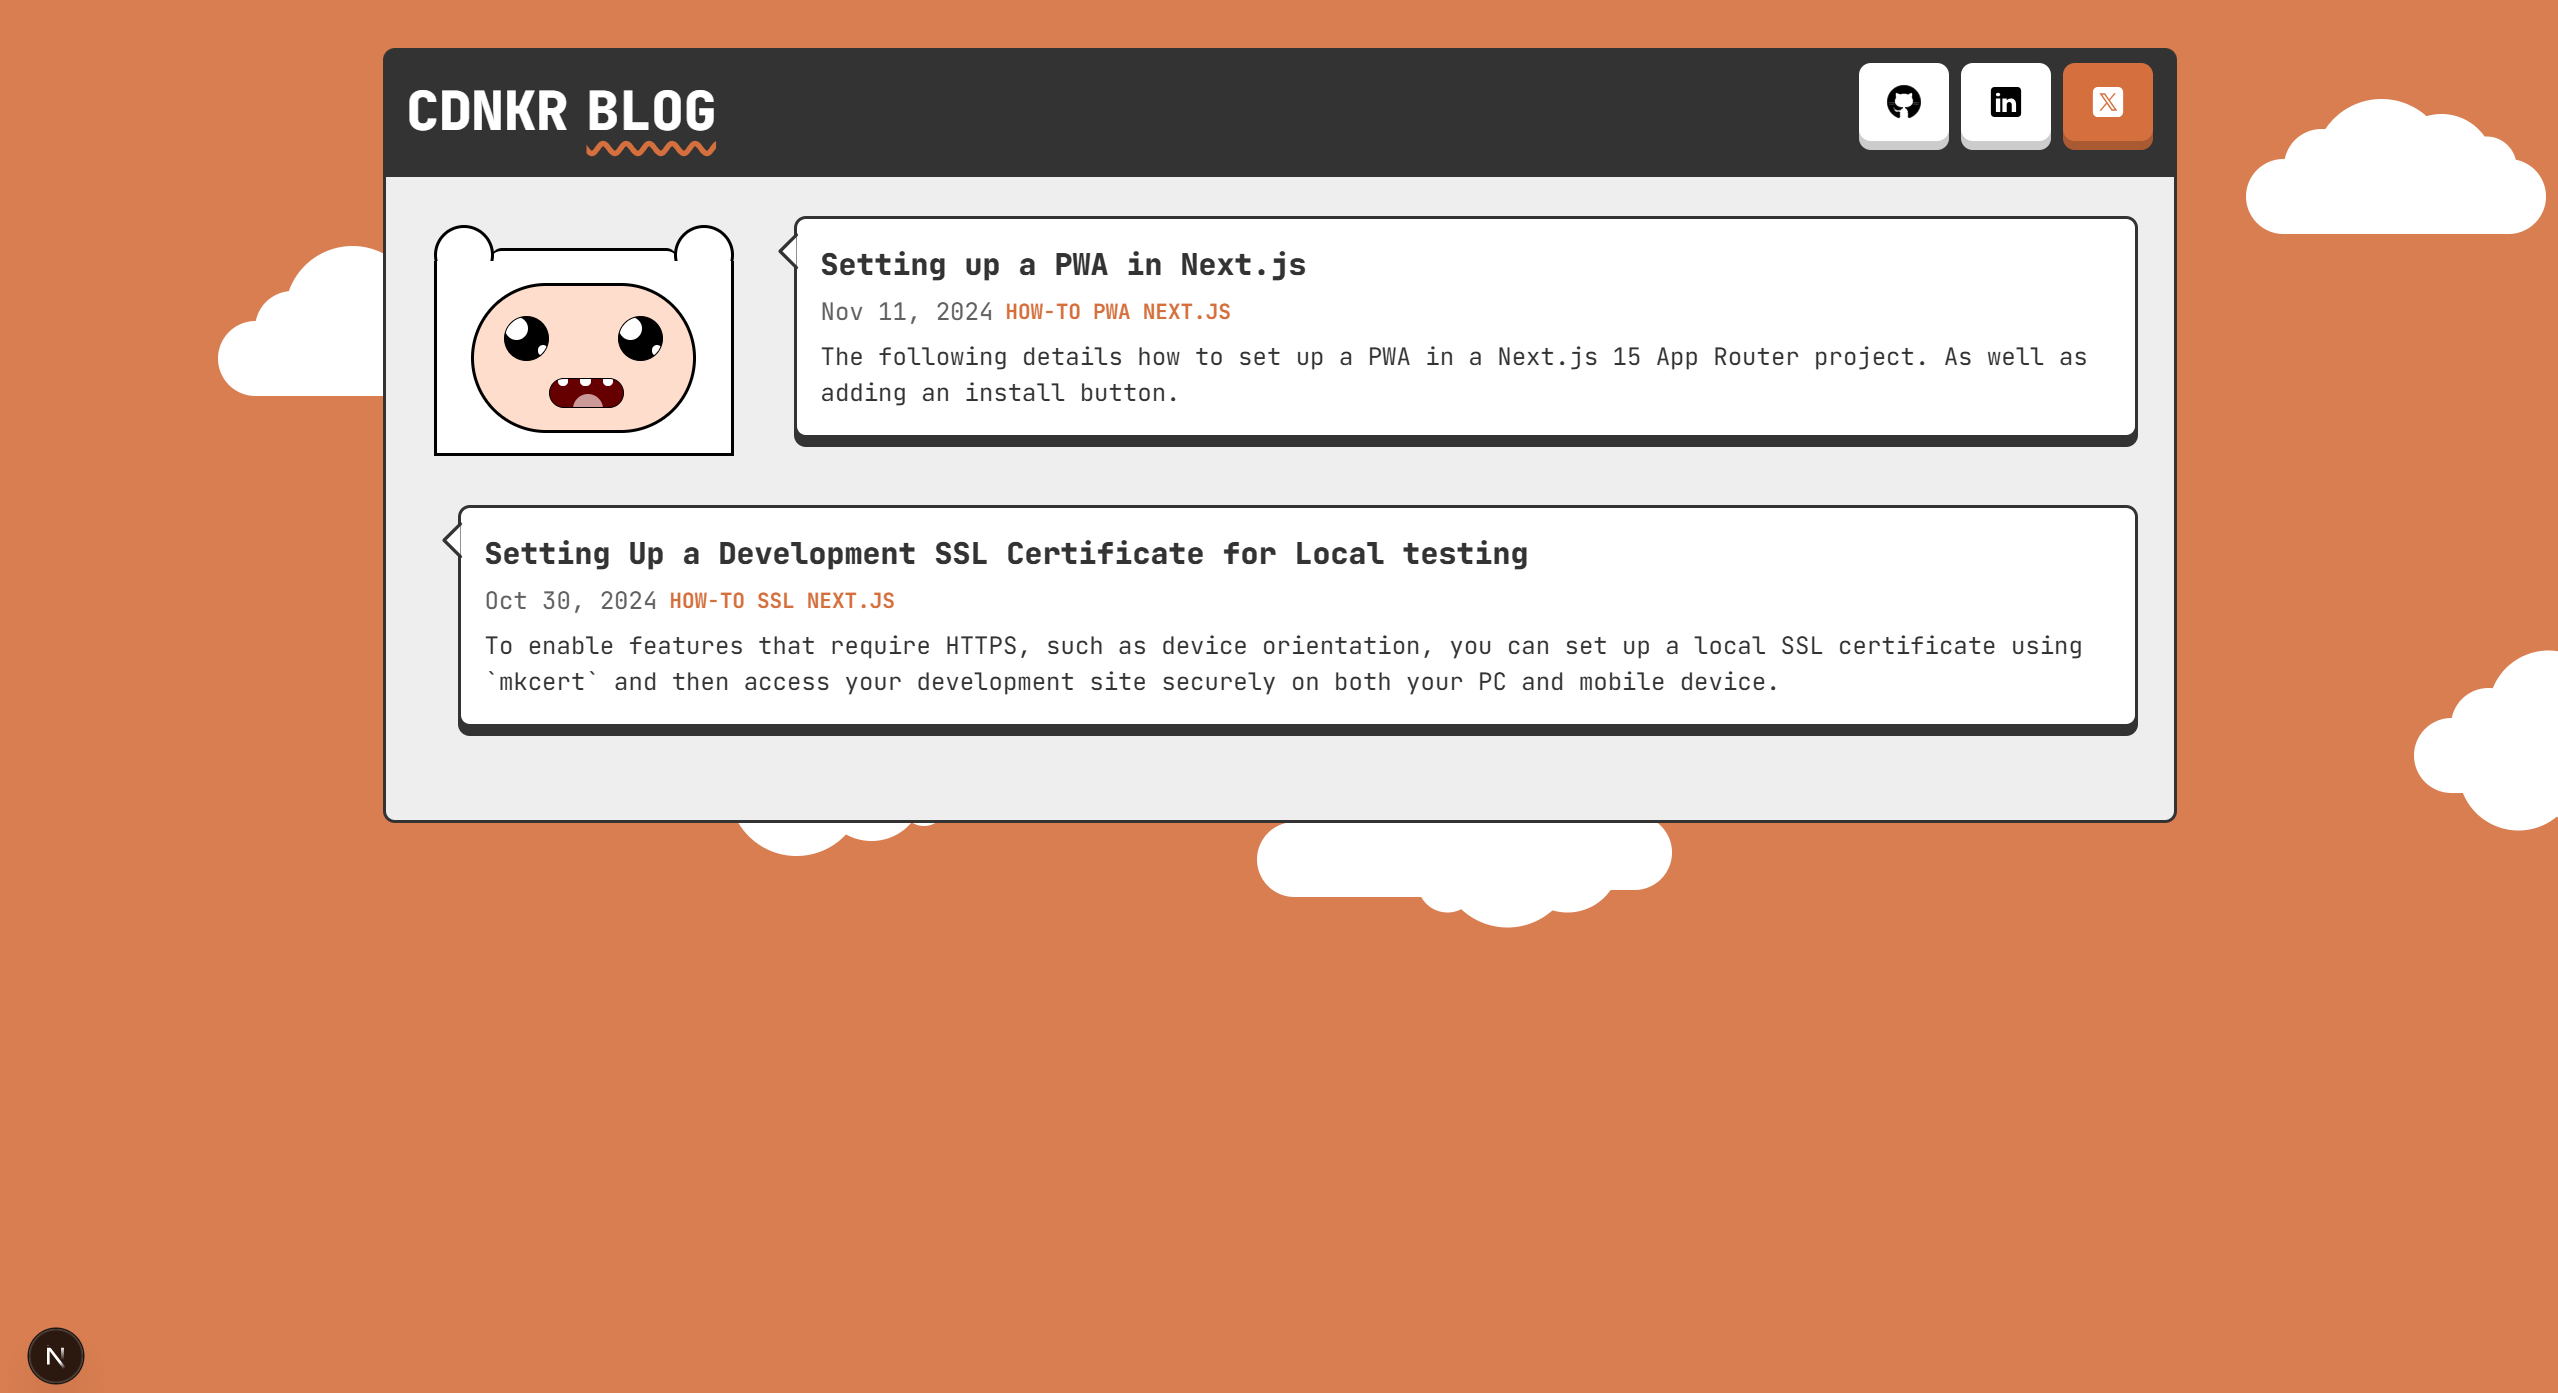 CDNKR BLOG
in
𝕏
Setting up a PWA in Next.js
Nov 11, 2024 HOW-TO PWA NEXT.JS
The following details how to set up a PWA in a Next.js 15 App Router project. As well as
adding an install button.
Setting Up a Development SSL Certificate for Local testing
Oct 30, 2024 HOW-TO SSL NEXT.JS
To enable features that require HTTPS, such as device orientation, you can set up a local SSL certificate using
`mkcert` and then access your development site securely on both your PC and mobile device.
N